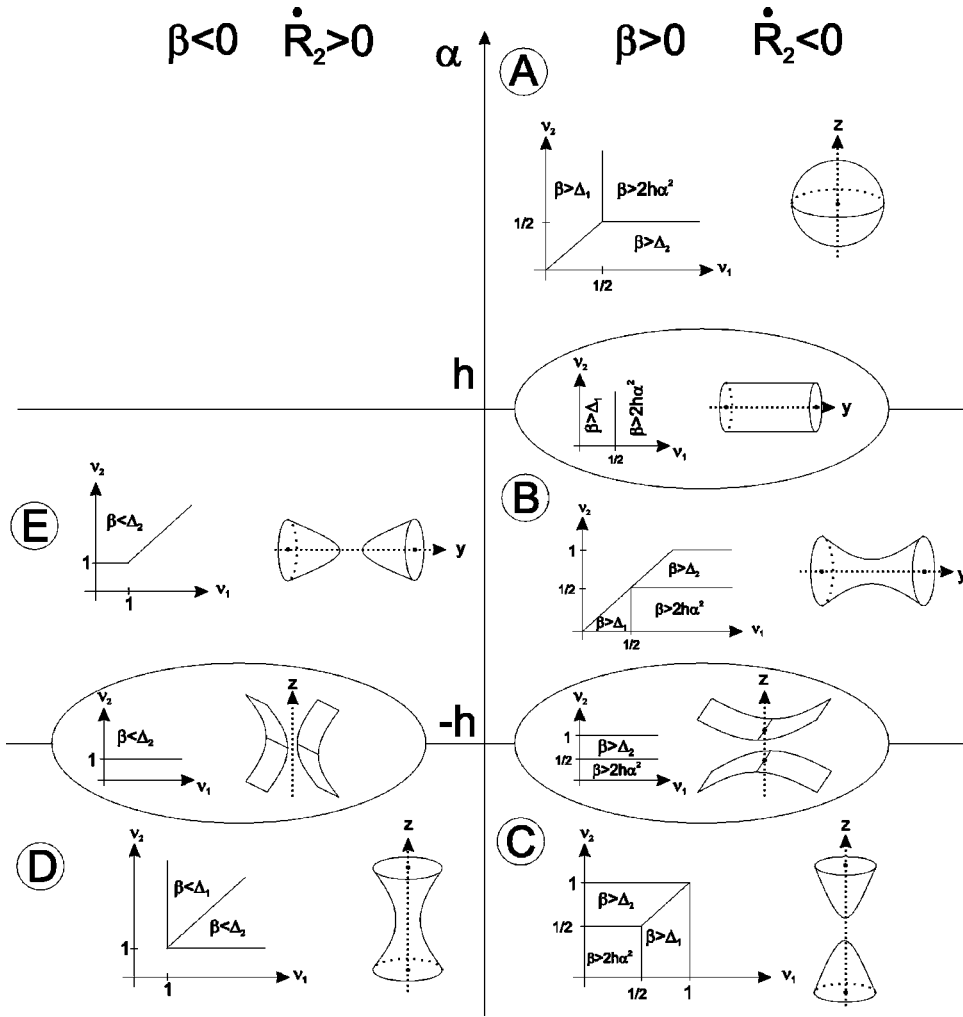 β<0 Ṙ₂>0
α
β>0 Ṙ₂<0
A
ν₂
β>Δ₁
β>2hα²
1/2
β>Δ₂
ν₁
1/2
z
h
ν₂
β>Δ₁
β>2hα²
1/2
ν₁
y
E
ν₂
β<Δ₂
1
1
ν₁
y
B
ν₂
1
β>Δ₂
1/2
β>2hα²
β>Δ₁
1/2
ν₁
y
-h
ν₂
β<Δ₂
1
ν₁
z
ν₂
1
β>Δ₂
1/2
β>2hα²
ν₁
z
D
ν₂
β<Δ₁
β<Δ₂
1
1
ν₁
z
C
ν₂
1
β>Δ₂
1/2
β>Δ₁
β>2hα²
1/2
1
ν₁
z